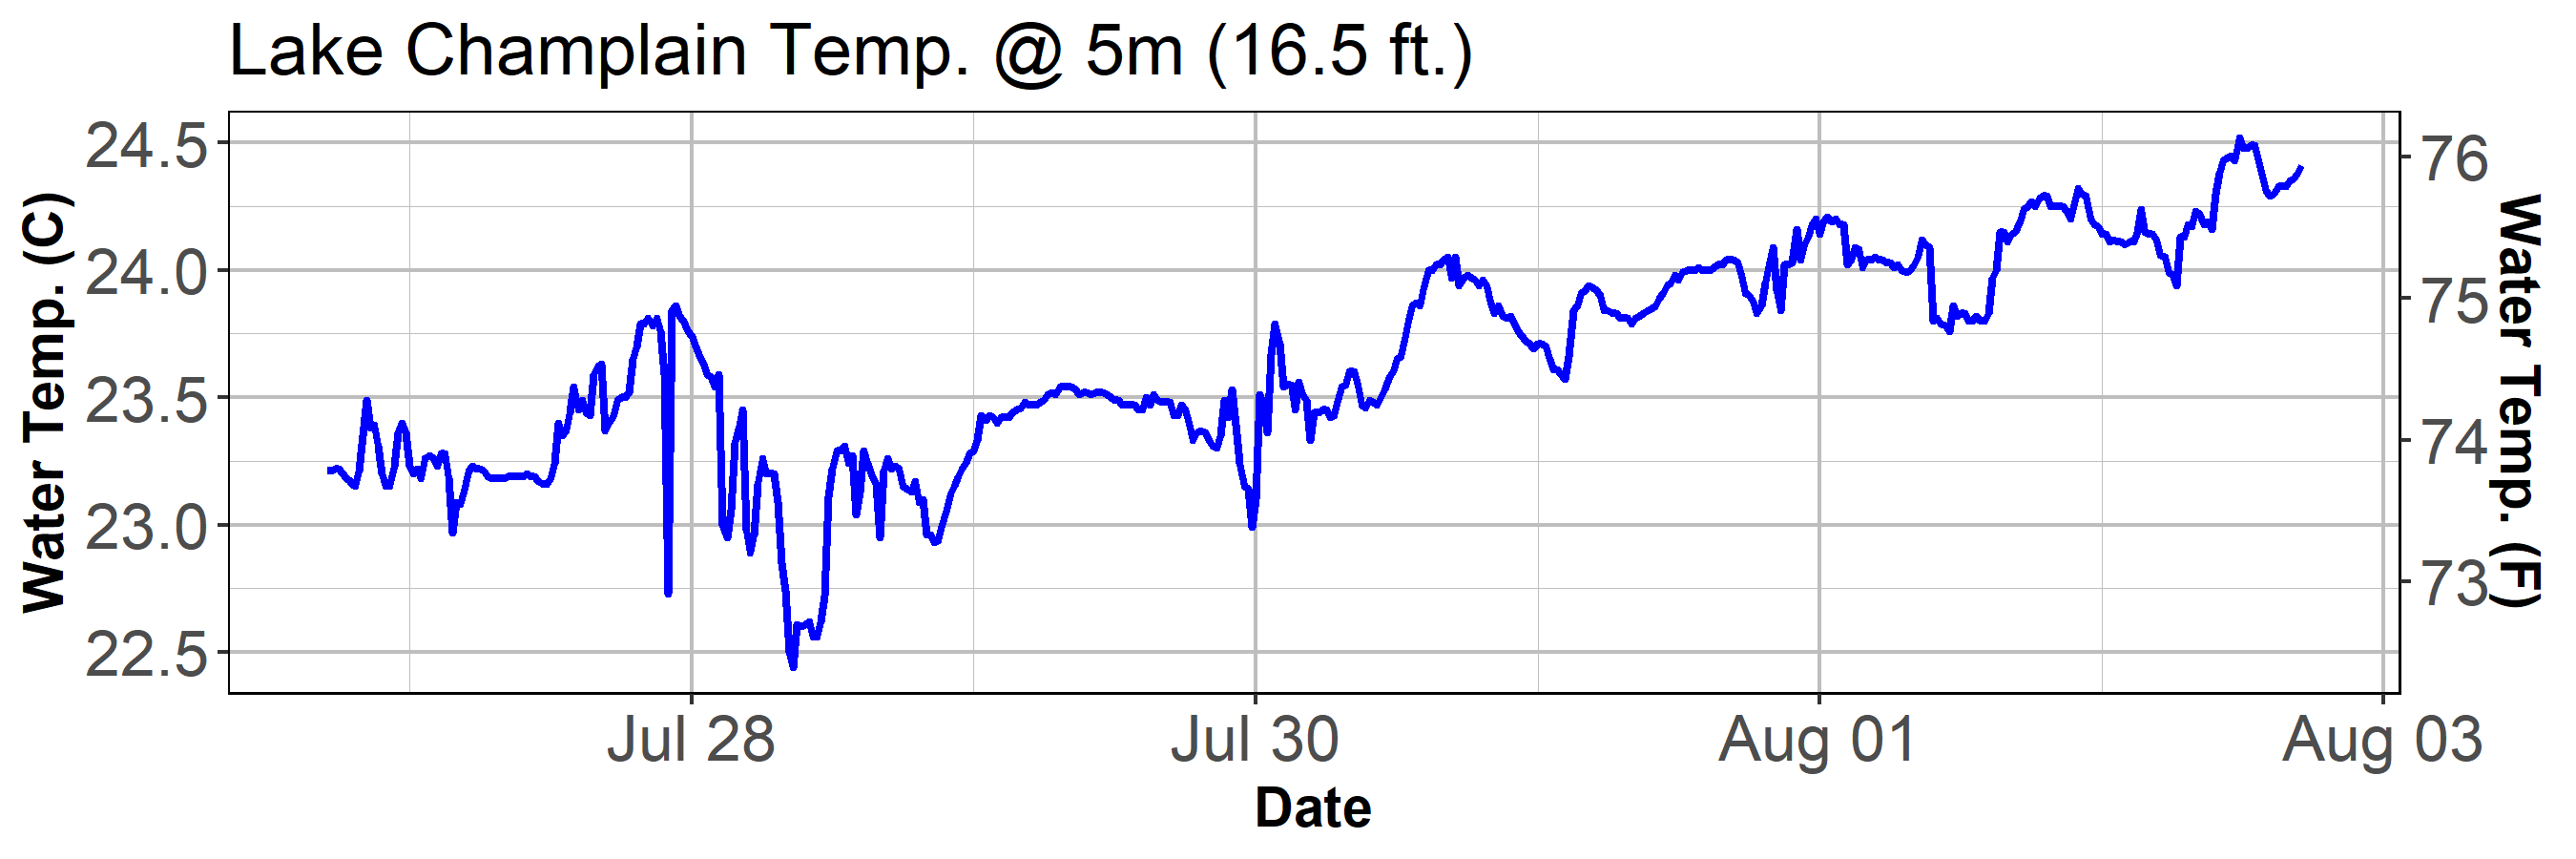 Lake Champlain Temp. @ 5m (16.5 ft.)
Water Temp. (C)
24.5
24.0
23.5
23.0
22.5
76
75
74
73
Water Temp. (F)
Jul 28
Jul 30
Aug 01
Aug 03
Date